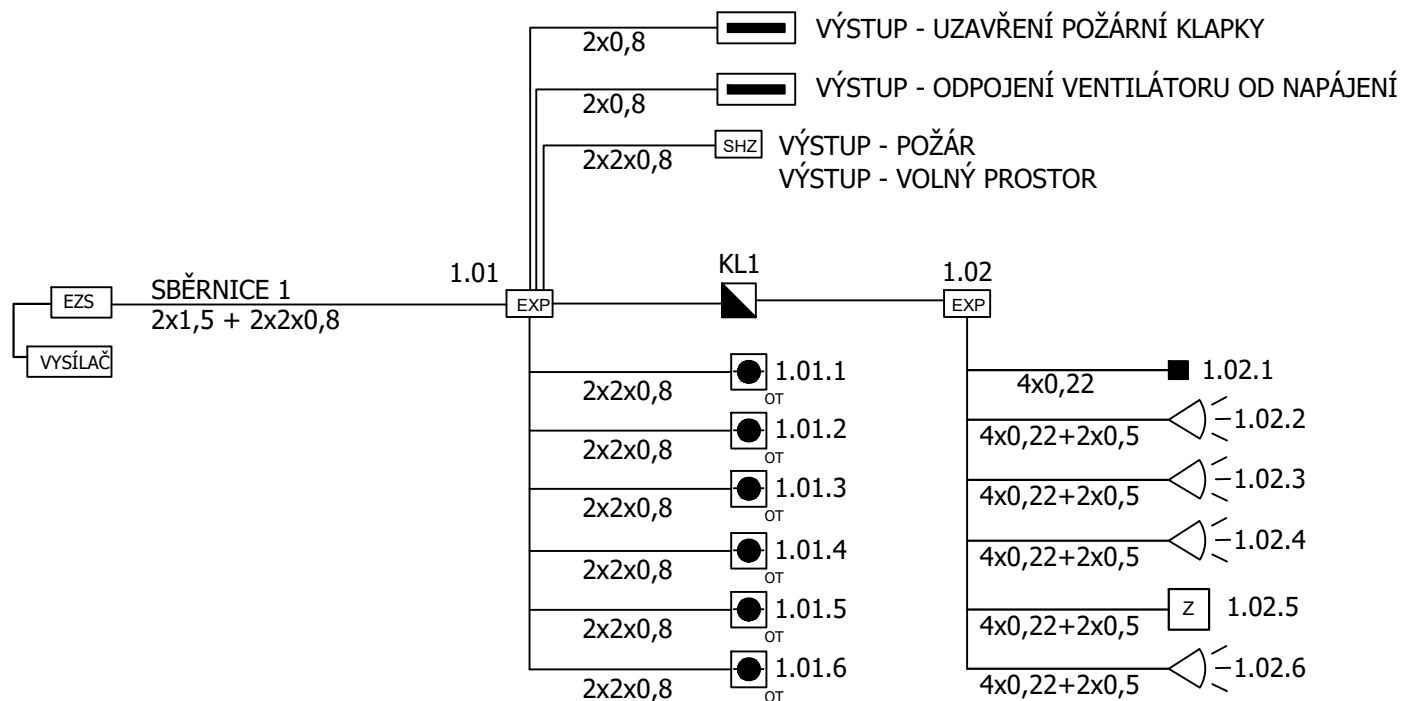 2x0,8
VÝSTUP - UZAVŘENÍ POŽÁRNÍ KLAPKY
2x0,8
VÝSTUP - ODPOJENÍ VENTILÁTORU OD NAPÁJENÍ
2x2x0,8
SHZ
VÝSTUP - POŽÁR
VÝSTUP - VOLNÝ PROSTOR
EZS
VYSÍLAČ
SBĚRNICE 1
2x1,5 + 2x2x0,8
1.01
EXP
KL1
1.02
EXP
2x2x0,8
OT
1.01.1
2x2x0,8
OT
1.01.2
2x2x0,8
OT
1.01.3
2x2x0,8
OT
1.01.4
2x2x0,8
OT
1.01.5
2x2x0,8
OT
1.01.6
4x0,22
1.02.1
4x0,22+2x0,5
1.02.2
4x0,22+2x0,5
1.02.3
4x0,22+2x0,5
1.02.4
4x0,22+2x0,5
Z
1.02.5
4x0,22+2x0,5
1.02.6